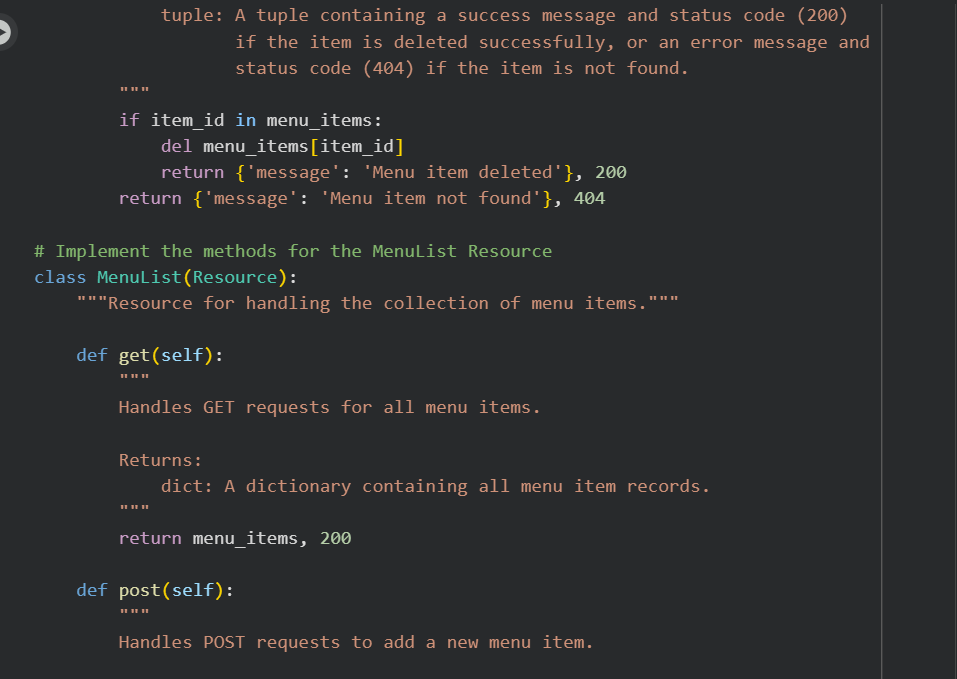 tuple: A tuple containing a success message and status code (200)
                   if the item is deleted successfully, or an error message and
                   status code (404) if the item is not found.
        """
        if item_id in menu_items:
            del menu_items[item_id]
            return {'message': 'Menu item deleted'}, 200
        return {'message': 'Menu item not found'}, 404

# Implement the methods for the MenuList Resource
class MenuList(Resource):
    """Resource for handling the collection of menu items."""

    def get(self):
        """
        Handles GET requests for all menu items.

        Returns:
            dict: A dictionary containing all menu item records.
        """
        return menu_items, 200

    def post(self):
        """
        Handles POST requests to add a new menu item.